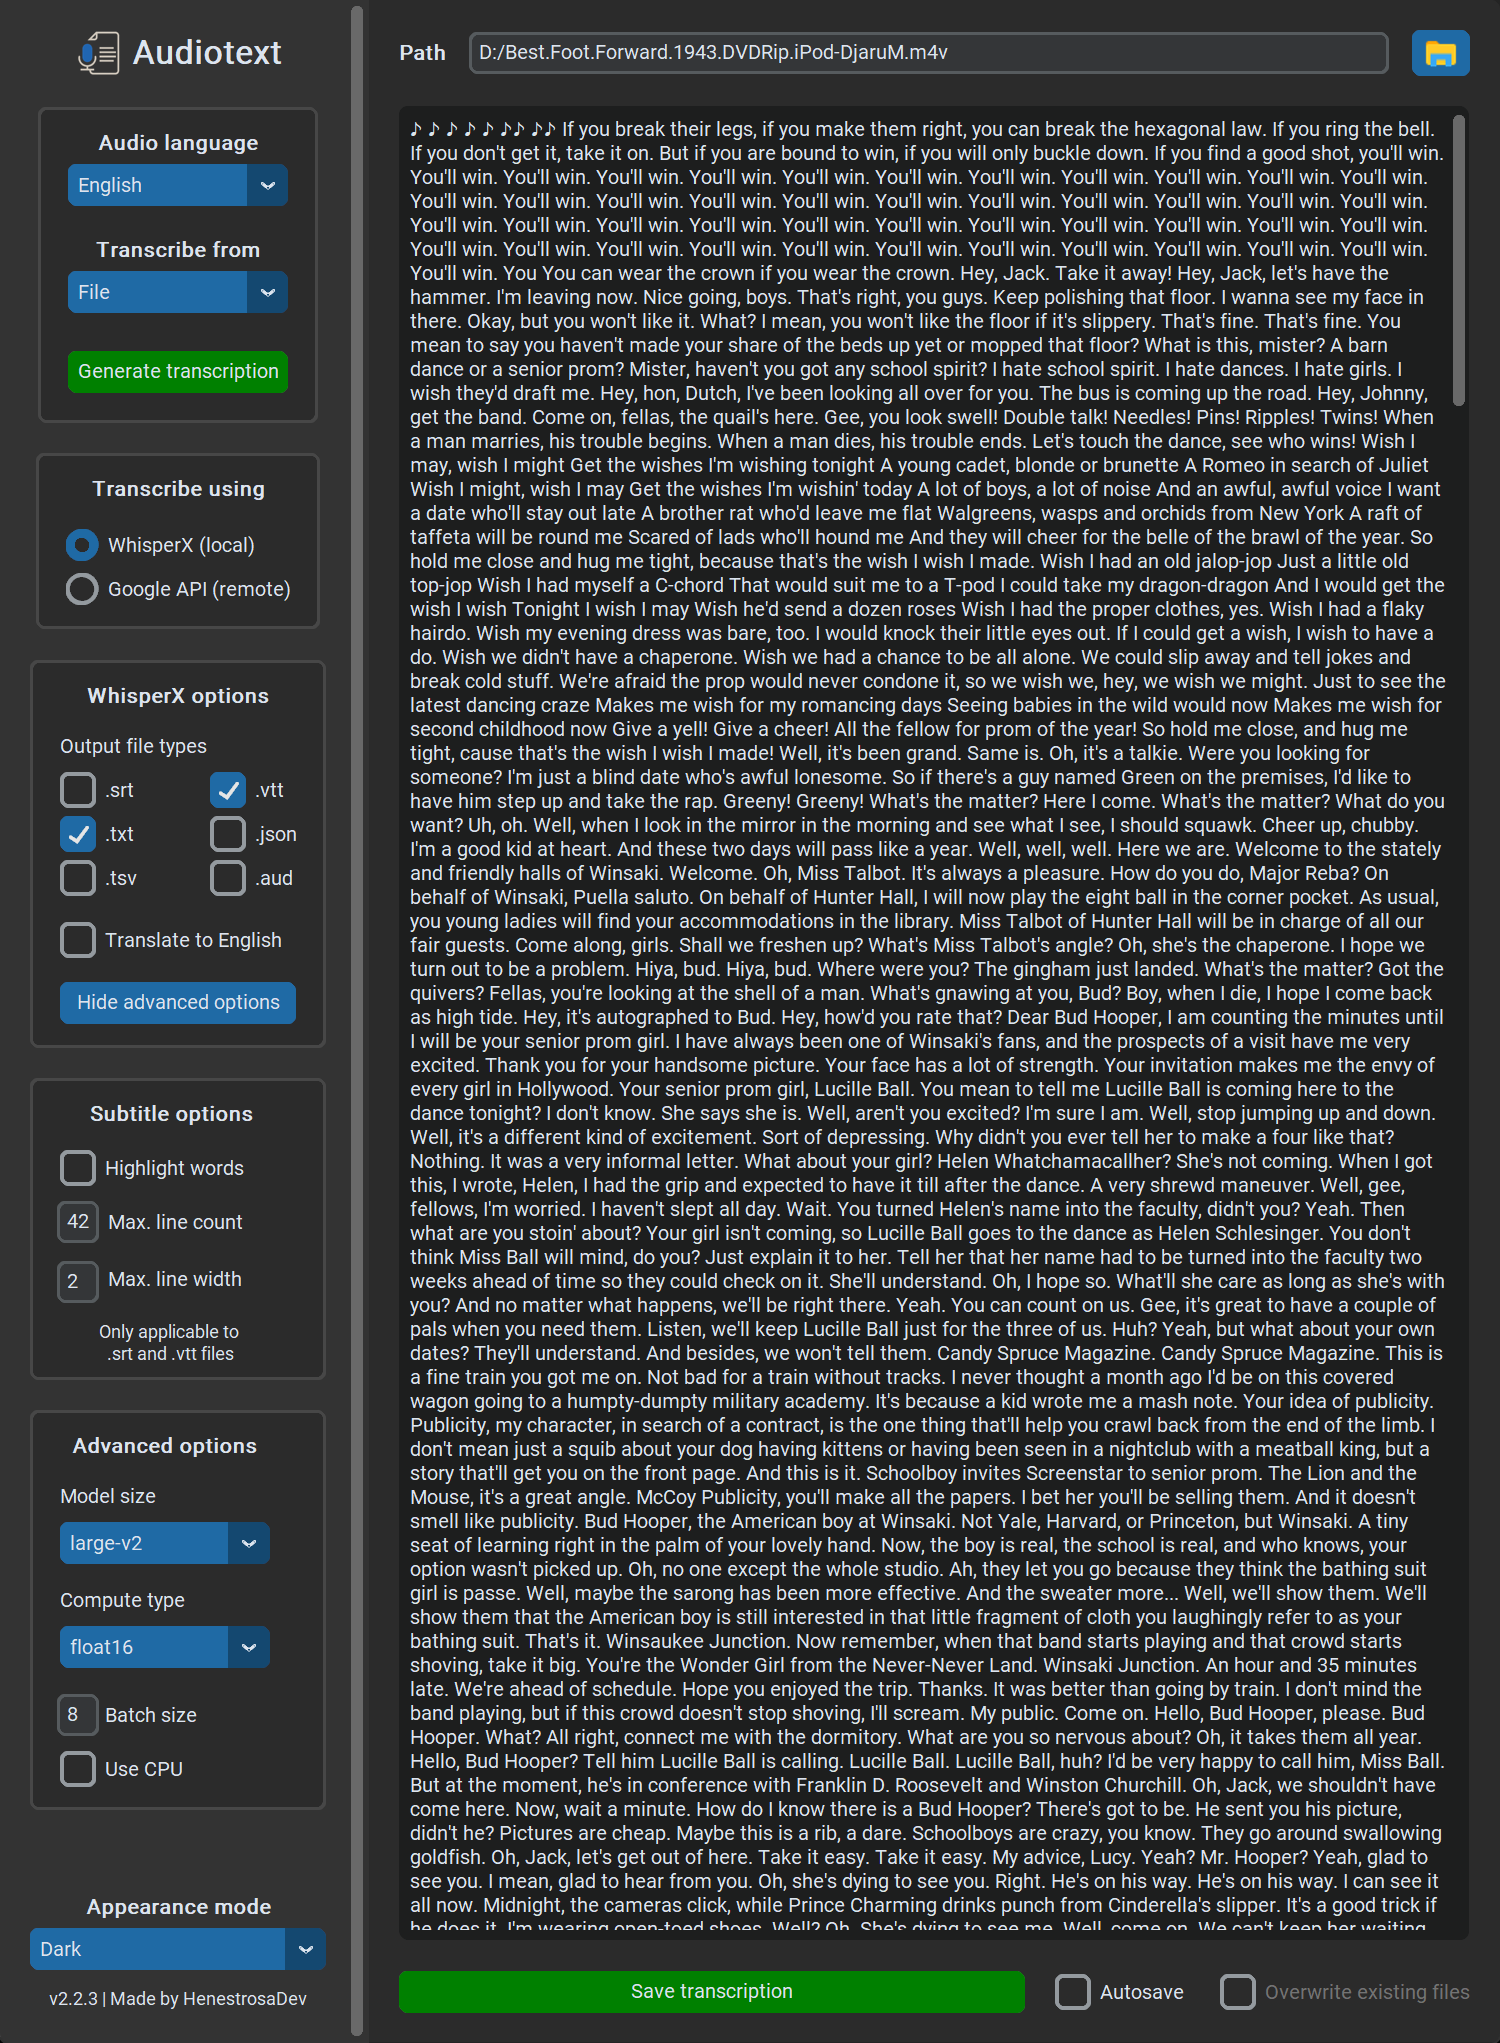 Audiotext
Audio language
English
Transcribe from
File
Generate transcription
Transcribe using
WhisperX (local)
Google API (remote)
WhisperX options
Output file types
.srt
.vtt
.txt
.json
.tsv
.aud
Translate to English
Hide advanced options
Subtitle options
Highlight words
42 Max. line count
2 Max. line width
Only applicable to
.srt and .vtt files
Advanced options
Model size
large-v2
Compute type
float16
8 Batch size
Use CPU
Appearance mode
Dark
v2.2.3 | Made by HenestrosaDev
Path D:/Best.Foot.Forward.1943.DVDRip.iPod-DjaruM.m4v
♪ ♪ ♪ ♪ ♪ ♪♪ ♪♪ If you break their legs, if you make them right, you can break the hexagonal law. If you ring the bell.
If you don't get it, take it on. But if you are bound to win, if you will only buckle down. If you find a good shot, you'll win.
You'll win. You'll win. You'll win. You'll win. You'll win. You'll win. You'll win. You'll win. You'll win. You'll win. You'll win.
You'll win. You'll win. You'll win. You'll win. You'll win. You'll win. You'll win. You'll win. You'll win. You'll win. You'll win.
You'll win. You'll win. You'll win. You'll win. You'll win. You'll win. You'll win. You'll win. You'll win. You'll win. You'll win.
You'll win. You'll win. You'll win. You'll win. You'll win. You'll win. You'll win. You'll win. You'll win. You'll win. You'll win.
You'll win. You You can wear the crown if you wear the crown. Hey, Jack. Take it away! Hey, Jack, let's have the
hammer. I'm leaving now. Nice going, boys. That's right, you guys. Keep polishing that floor. I wanna see my face in
there. Okay, but you won't like it. What? I mean, you won't like the floor if it's slippery. That's fine. That's fine. You
mean to say you haven't made your share of the beds up yet or mopped that floor? What is this, mister? A barn
dance or a senior prom? Mister, haven't you got any school spirit? I hate school spirit. I hate dances. I hate girls. I
wish they'd draft me. Hey, hon, Dutch, I've been looking all over for you. The bus is coming up the road. Hey, Johnny,
get the band. Come on, fellas, the quail's here. Gee, you look swell! Double talk! Needles! Pins! Ripples! Twins! When
a man marries, his trouble begins. When a man dies, his trouble ends. Let's touch the dance, see who wins! Wish I
may, wish I might Get the wishes I'm wishing tonight A young cadet, blonde or brunette A Romeo in search of Juliet
Wish I might, wish I may Get the wishes I'm wishin' today A lot of boys, a lot of noise And an awful, awful voice I want
a date who'll stay out late A brother rat who'd leave me flat Walgreens, wasps and orchids from New York A raft of
taffeta will be round me Scared of lads who'll hound me And they will cheer for the belle of the brawl of the year. So
hold me close and hug me tight, because that's the wish I wish I made. Wish I had an old jalop-jop Just a little old
top-jop Wish I had myself a C-chord That would suit me to a T-pod I could take my dragon-dragon And I would get the
wish I wish Tonight I wish I may Wish he'd send a dozen roses Wish I had the proper clothes, yes. Wish I had a flaky
hairdo. Wish my evening dress was bare, too. I would knock their little eyes out. If I could get a wish, I wish to have a
do. Wish we didn't have a chaperone. Wish we had a chance to be all alone. We could slip away and tell jokes and
break cold stuff. We're afraid the prop would never condone it, so we wish we, hey, we wish we might. Just to see the
latest dancing craze Makes me wish for my romancing days Seeing babies in the wild would now Makes me wish for
second childhood now Give a yell! Give a cheer! All the fellow for prom of the year! So hold me close, and hug me
tight, cause that's the wish I wish I made! Well, it's been grand. Same is. Oh, it's a talkie. Were you looking for
someone? I'm just a blind date who's awful lonesome. So if there's a guy named Green on the premises, I'd like to
have him step up and take the rap. Greeny! Greeny! What's the matter? Here I come. What's the matter? What do you
want? Uh, oh. Well, when I look in the mirror in the morning and see what I see, I should squawk. Cheer up, chubby.
I'm a good kid at heart. And these two days will pass like a year. Well, well, well. Here we are. Welcome to the stately
and friendly halls of Winsaki. Welcome. Oh, Miss Talbot. It's always a pleasure. How do you do, Major Reba? On
behalf of Winsaki, Puella saluto. On behalf of Hunter Hall, I will now play the eight ball in the corner pocket. As usual,
you young ladies will find your accommodations in the library. Miss Talbot of Hunter Hall will be in charge of all our
fair guests. Come along, girls. Shall we freshen up? What's Miss Talbot's angle? Oh, she's the chaperone. I hope we
turn out to be a problem. Hiya, bud. Hiya, bud. Where were you? The gingham just landed. What's the matter? Got the
quivers? Fellas, you're looking at the shell of a man. What's gnawing at you, Bud? Boy, when I die, I hope I come back
as high tide. Hey, it's autographed to Bud. Hey, how'd you rate that? Dear Bud Hooper, I am counting the minutes until
I will be your senior prom girl. I have always been one of Winsaki's fans, and the prospects of a visit have me very
excited. Thank you for your handsome picture. Your face has a lot of strength. Your invitation makes me the envy of
every girl in Hollywood. Your senior prom girl, Lucille Ball. You mean to tell me Lucille Ball is coming here to the
dance tonight? I don't know. She says she is. Well, aren't you excited? I'm sure I am. Well, stop jumping up and down.
Well, it's a different kind of excitement. Sort of depressing. Why didn't you ever tell her to make a four like that?
Nothing. It was a very informal letter. What about your girl? Helen Whatchamacallher? She's not coming. When I got
this, I wrote, Helen, I had the grip and expected to have it till after the dance. A very shrewd maneuver. Well, gee,
fellows, I'm worried. I haven't slept all day. Wait. You turned Helen's name into the faculty, didn't you? Yeah. Then
what are you stoin' about? Your girl isn't coming, so Lucille Ball goes to the dance as Helen Schlesinger. You don't
think Miss Ball will mind, do you? Just explain it to her. Tell her that her name had to be turned into the faculty two
weeks ahead of time so they could check on it. She'll understand. Oh, I hope so. What'll she care as long as she's with
you? And no matter what happens, we'll be right there. Yeah. You can count on us. Gee, it's great to have a couple of
pals when you need them. Listen, we'll keep Lucille Ball just for the three of us. Huh? Yeah, but what about your own
dates? They'll understand. And besides, we won't tell them. Candy Spruce Magazine. Candy Spruce Magazine. This is
a fine train you got me on. Not bad for a train without tracks. I never thought a month ago I'd be on this covered
wagon going to a humpty-dumpty military academy. It's because a kid wrote me a mash note. Your idea of publicity.
Publicity, my character, in search of a contract, is the one thing that'll help you crawl back from the end of the limb. I
don't mean just a squib about your dog having kittens or having been seen in a nightclub with a meatball king, but a
story that'll get you on the front page. And this is it. Schoolboy invites Screenstar to senior prom. The Lion and the
Mouse, it's a great angle. McCoy Publicity, you'll make all the papers. I bet her you'll be selling them. And it doesn't
smell like publicity. Bud Hooper, the American boy at Winsaki. Not Yale, Harvard, or Princeton, but Winsaki. A tiny
seat of learning right in the palm of your lovely hand. Now, the boy is real, the school is real, and who knows, your
option wasn't picked up. Oh, no one except the whole studio. Ah, they let you go because they think the bathing suit
girl is passe. Well, maybe the sarong has been more effective. And the sweater more... Well, we'll show them. We'll
show them that the American boy is still interested in that little fragment of cloth you laughingly refer to as your
bathing suit. That's it. Winsaukee Junction. Now remember, when that band starts playing and that crowd starts
shoving, take it big. You're the Wonder Girl from the Never-Never Land. Winsaki Junction. An hour and 35 minutes
late. We're ahead of schedule. Hope you enjoyed the trip. Thanks. It was better than going by train. I don't mind the
band playing, but if this crowd doesn't stop shoving, I'll scream. My public. Come on. Hello, Bud Hooper, please. Bud
Hooper. What? All right, connect me with the dormitory. What are you so nervous about? Oh, it takes them all year.
Hello, Bud Hooper? Tell him Lucille Ball is calling. Lucille Ball. Lucille Ball, huh? I'd be very happy to call him, Miss Ball.
But at the moment, he's in conference with Franklin D. Roosevelt and Winston Churchill. Oh, Jack, we shouldn't have
come here. Now, wait a minute. How do I know there is a Bud Hooper? There's got to be. He sent you his picture,
didn't he? Pictures are cheap. Maybe this is a rib, a dare. Schoolboys are crazy, you know. They go around swallowing
goldfish. Oh, Jack, let's get out of here. Take it easy. Take it easy. My advice, Lucy. Yeah? Mr. Hooper? Yeah, glad to
see you. I mean, glad to hear from you. Oh, she's dying to see you. Right. He's on his way. He's on his way. I can see it
all now. Midnight, the cameras click, while Prince Charming drinks punch from Cinderella's slipper. It's a good trick if
he does it. I'm wearing open-toed shoes. Well? Oh, She's dying to see me. Well, come on. We can't keep her waiting.
Save transcription
Autosave
Overwrite existing files